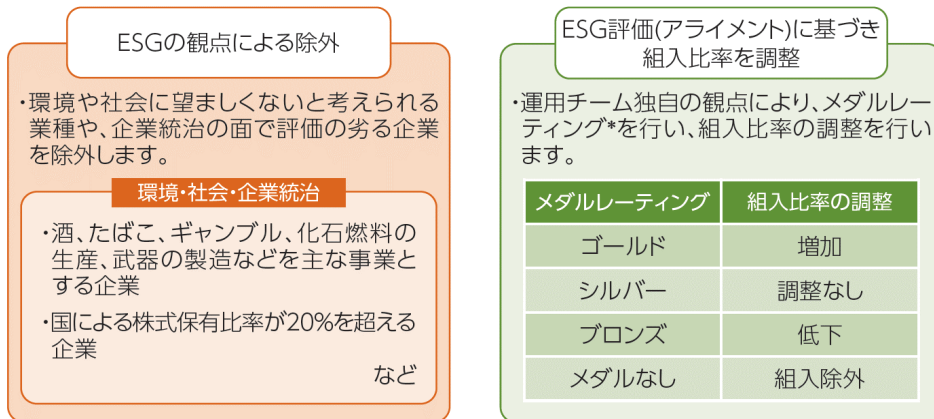 ESGの観点による除外
・環境や社会に望ましくないと考えられる
業種や、企業統治の面で評価の劣る企業
を除外します。
環境・社会・企業統治
・酒、たばこ、ギャンブル、化石燃料の
生産、武器の製造などを主な事業と
する企業
・国による株式保有比率が20%を超える
企業
など
ESG評価(アライメント)に基づき
組入比率を調整
・運用チーム独自の観点により、メダルレー
ティング*を行い、組入比率の調整を行い
ます。
メダルレーティング 組入比率の調整
ゴールド 増加
シルバー 調整なし
ブロンズ 低下
メダルなし 組入除外